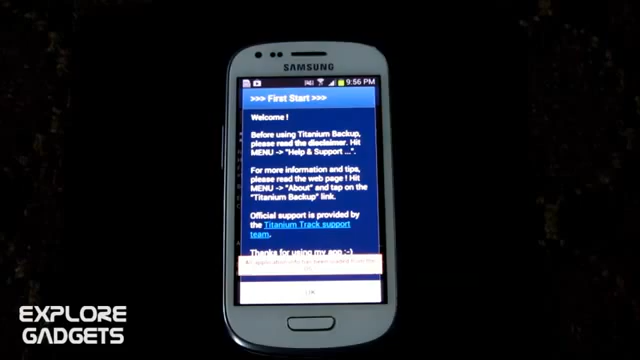 SAMSUNG
9:56 PM
>>> First Start >>>
Welcome !
Before using Titanium Backup,
please read the disclaimer. Hit
MENU -> "Help & Support ...".
For more information and tips,
please read the web page ! Hit
MENU -> "About" and tap on the
"Titanium Backup" link.
Official support is provided by
the Titanium Track support
team.
Thanks for using my app :-)
OK
EXPLORE
GADGETS